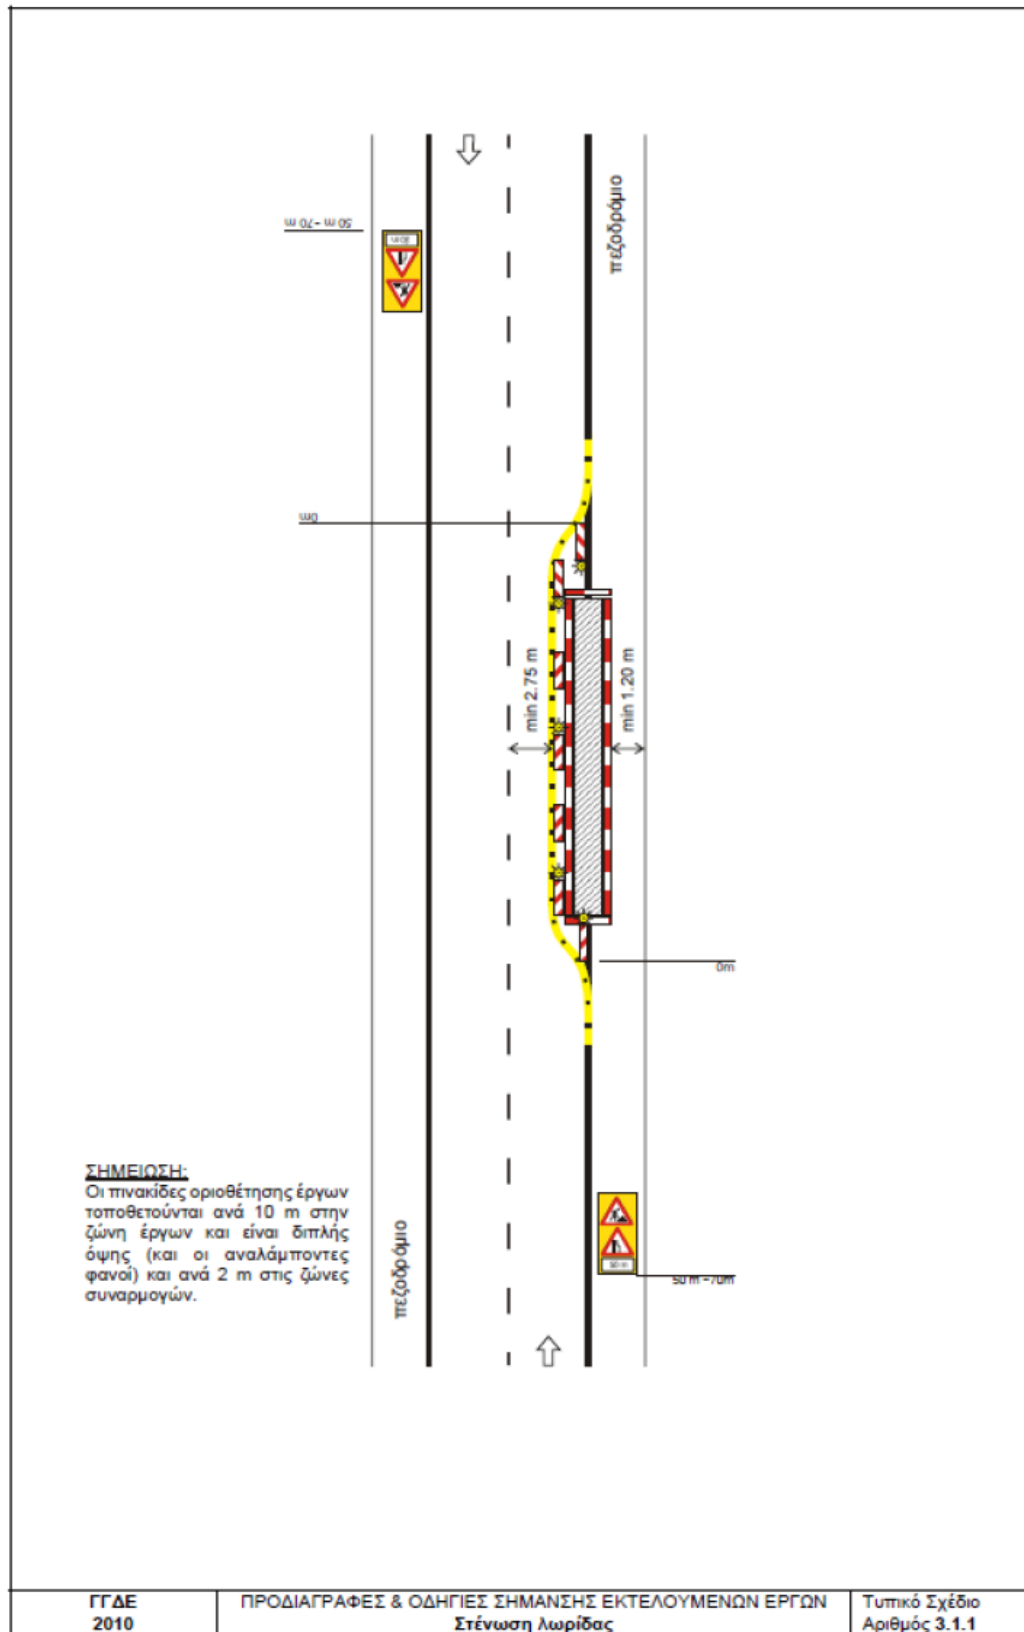 50 m -70 m
50 m
πεζοδρόμιο
0m
min 2.75 m
min 1.20 m
0m
ΣΗΜΕΙΩΣΗ:
Οι πινακίδες οριοθέτησης έργων
τοποθετούνται ανά 10 m στην
ζώνη έργων και είναι διπλής
όψης (και οι αναλάμποντες
φανοί) και ανά 2 m στις ζώνες
συναρμογών.
πεζοδρόμιο
50 m
50 m -70m
ΓΓΔΕ
2010
ΠΡΟΔΙΑΓΡΑΦΕΣ & ΟΔΗΓΙΕΣ ΣΗΜΑΝΣΗΣ ΕΚΤΕΛΟΥΜΕΝΩΝ ΕΡΓΩΝ
Στένωση λωρίδας
Τυπικό Σχέδιο
Αριθμός 3.1.1